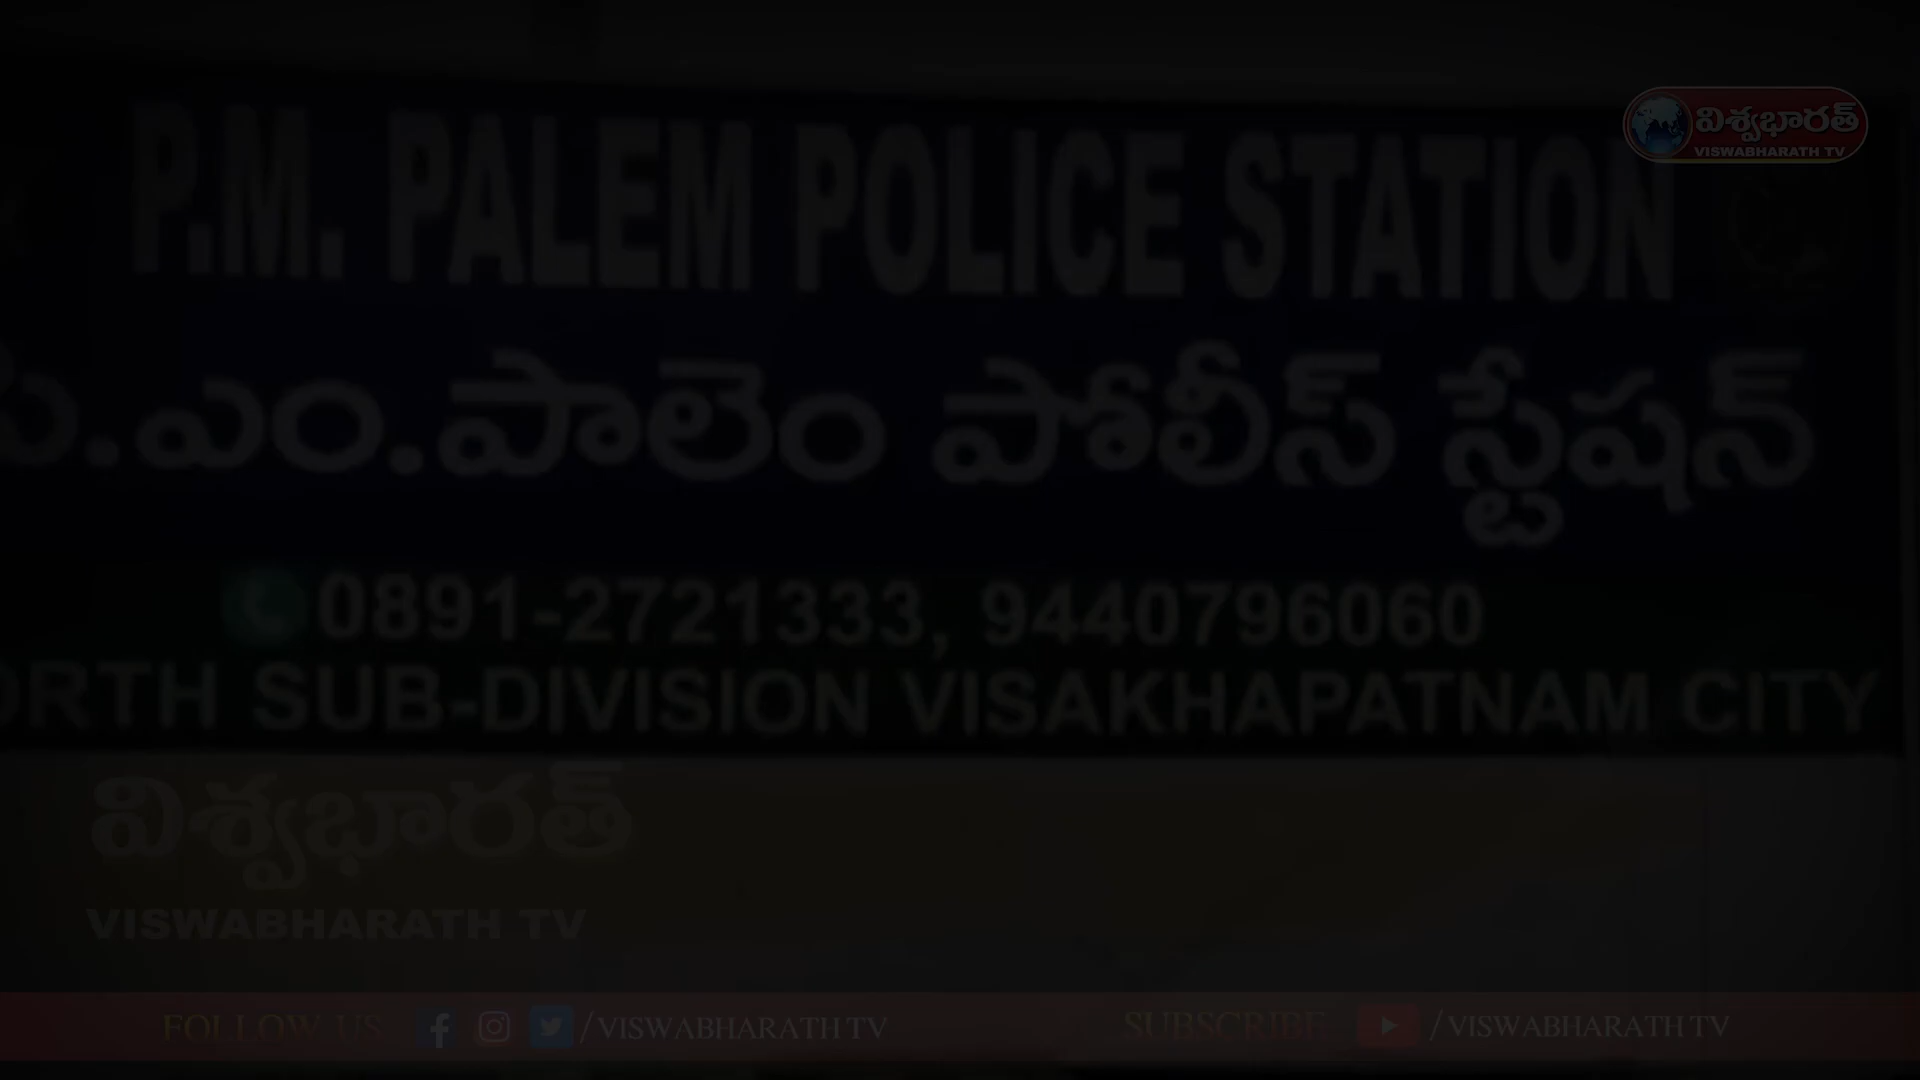 విశ్వభారత్
VISWABHARATH TV
P.M. PALEM POLICE STATION
పి.ఎం.పాలెం పోలీస్ స్టేషన్
0891-2721333, 9440796060
ORTH SUB-DIVISION VISAKHAPATNAM CITY
విశ్వభారత్
VISWABHARATH TV
FOLLOW US /VISWABHARATH TV SUBSCRIBE /VISWABHARATH TV